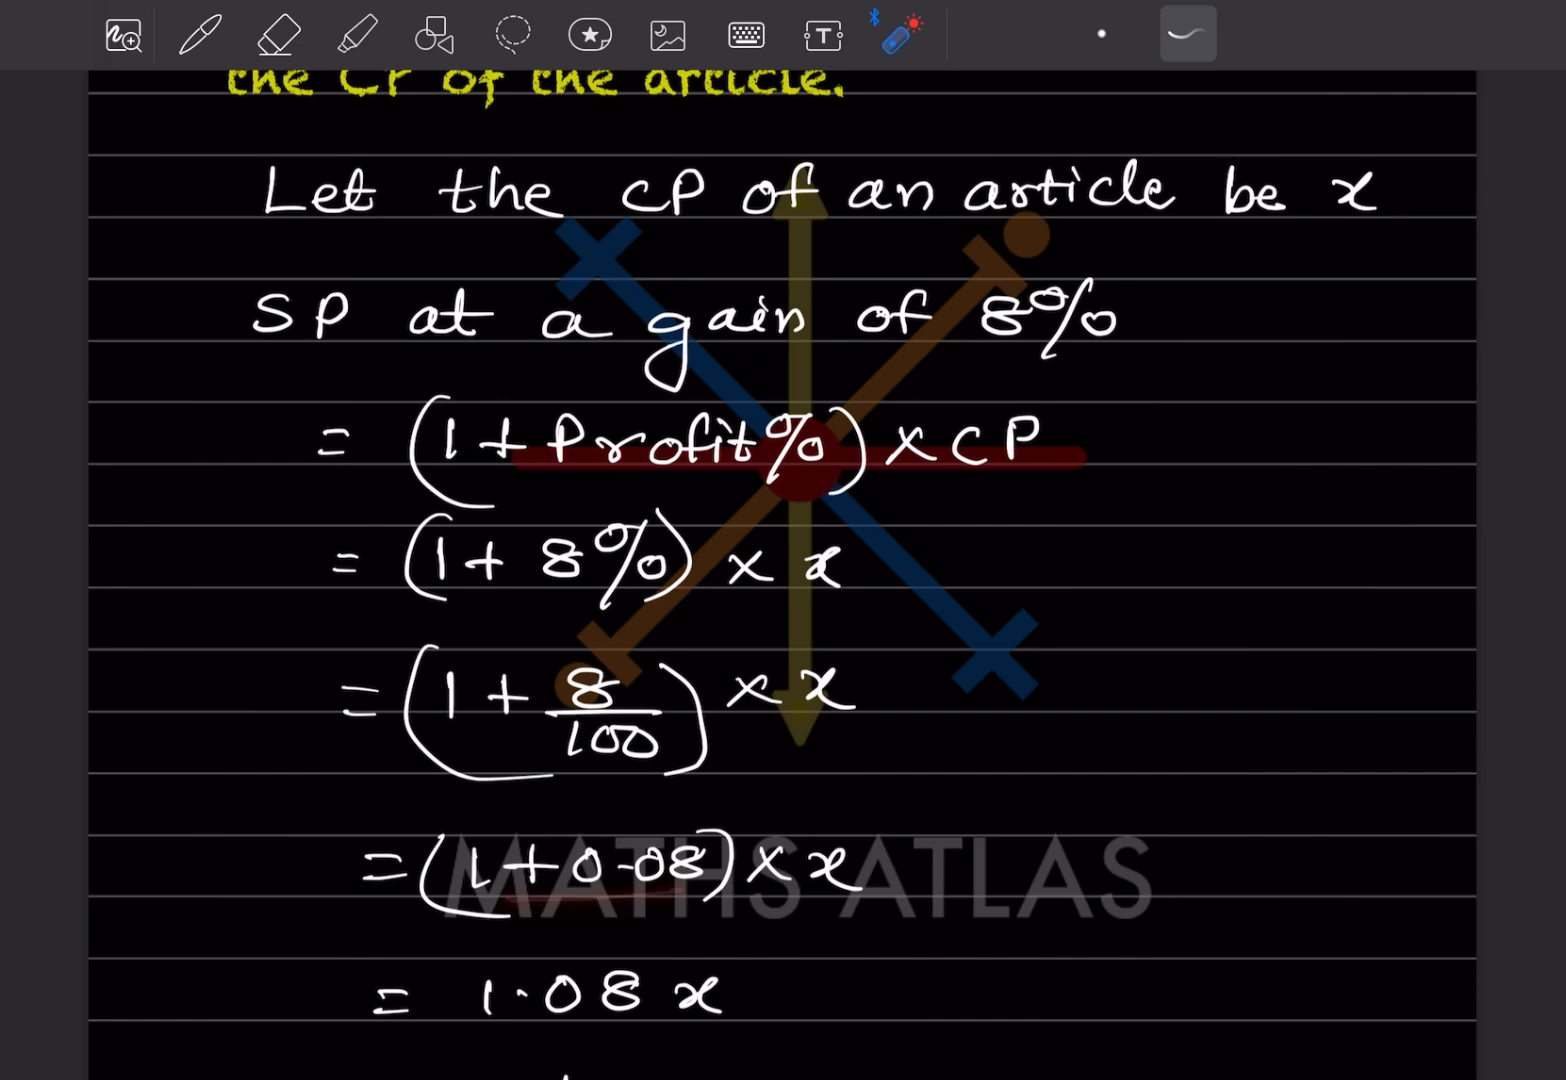 the CP of the article.
Let the CP of an article be x
SP at a gain of 8%
= (1 + Profit%) × CP
= (1 + 8%) × x
= (1 + 8/100) × x
= (1 + 0.08) × x
MATHS ATLAS
= 1.08 x